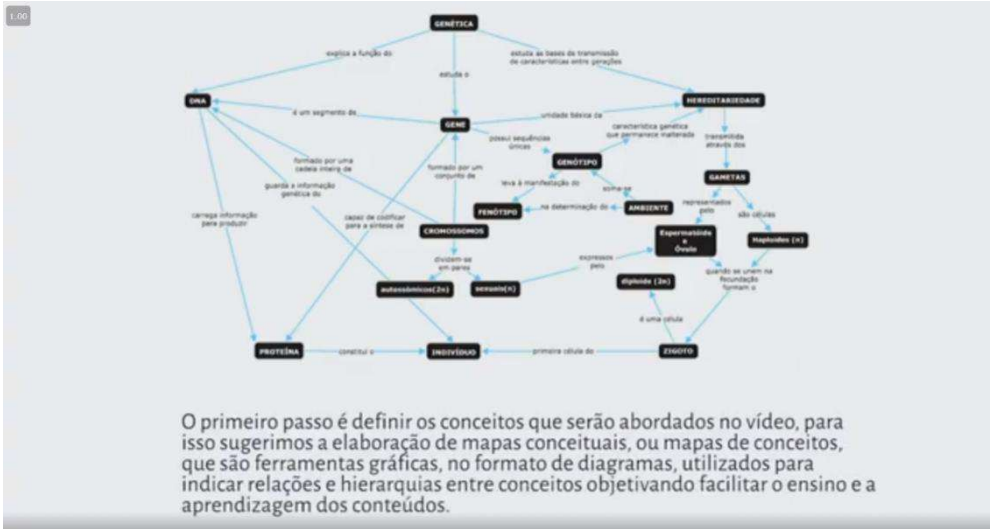 1.00
GENÉTICA
explica a função do
estuda o
estuda as bases da transmissão
de características entre gerações
DNA
HEREDITARIEDADE
é um segmento de
GENE
unidade básica da
possui sequências
únicas
característica genética
que permanece inalterada
transmitida
através dos
formado por uma
cadeia inteira de
formado por um
conjunto de
GENÓTIPO
GAMETAS
guarda a informação
genética do
leva à manifestação do
soma-se
representados
pelo
são células
carrega informação
para produzir
capaz de codificar
para a síntese de
FENÓTIPO
na determinação do
AMBIENTE
CROMOSSOMOS
Espermatóide
e
Óvulo
Haploides (n)
dividem-se
em pares
expressos
pelo
quando se unem na
fecundação
formam o
autossômicos(2n)
sexuais(n)
diploide (2n)
é uma célula
PROTEÍNA
constitui o
INDIVÍDUO
primeira célula do
ZIGOTO
O primeiro passo é definir os conceitos que serão abordados no vídeo, para
isso sugerimos a elaboração de mapas conceituais, ou mapas de conceitos,
que são ferramentas gráficas, no formato de diagramas, utilizados para
indicar relações e hierarquias entre conceitos objetivando facilitar o ensino e a
aprendizagem dos conteúdos.